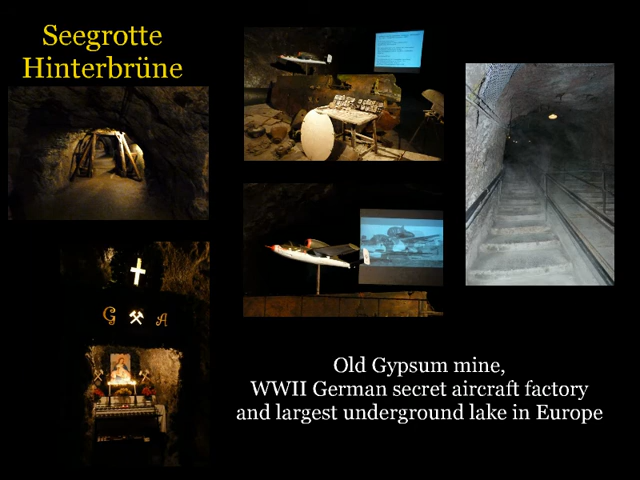 Seegrotte
Hinterbrüne
G A
Old Gypsum mine,
WWII German secret aircraft factory
and largest underground lake in Europe